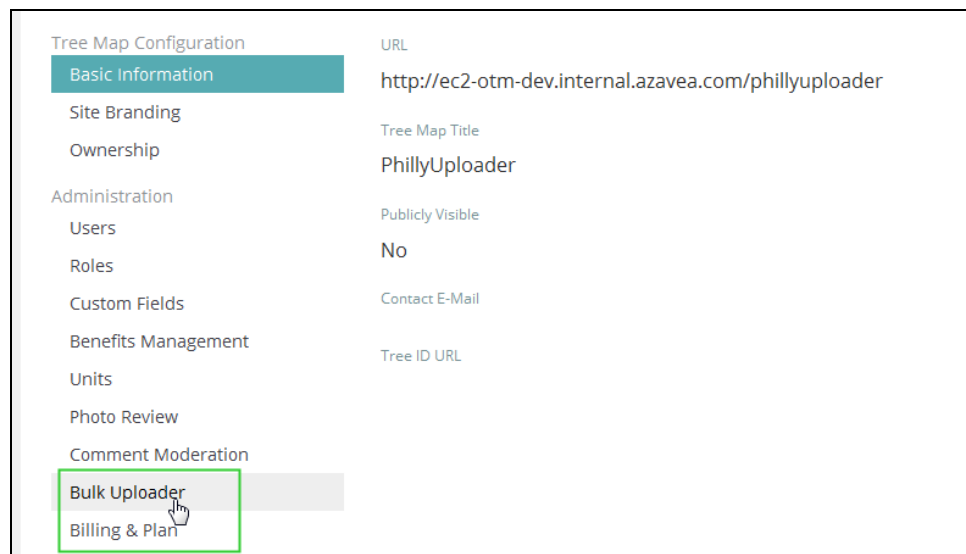 Tree Map Configuration
Basic Information
Site Branding
Ownership
Administration
Users
Roles
Custom Fields
Benefits Management
Units
Photo Review
Comment Moderation
Bulk Uploader
Billing & Plan
URL
http://ec2-otm-dev.internal.azavea.com/phillyuploader
Tree Map Title
PhillyUploader
Publicly Visible
No
Contact E-Mail
Tree ID URL